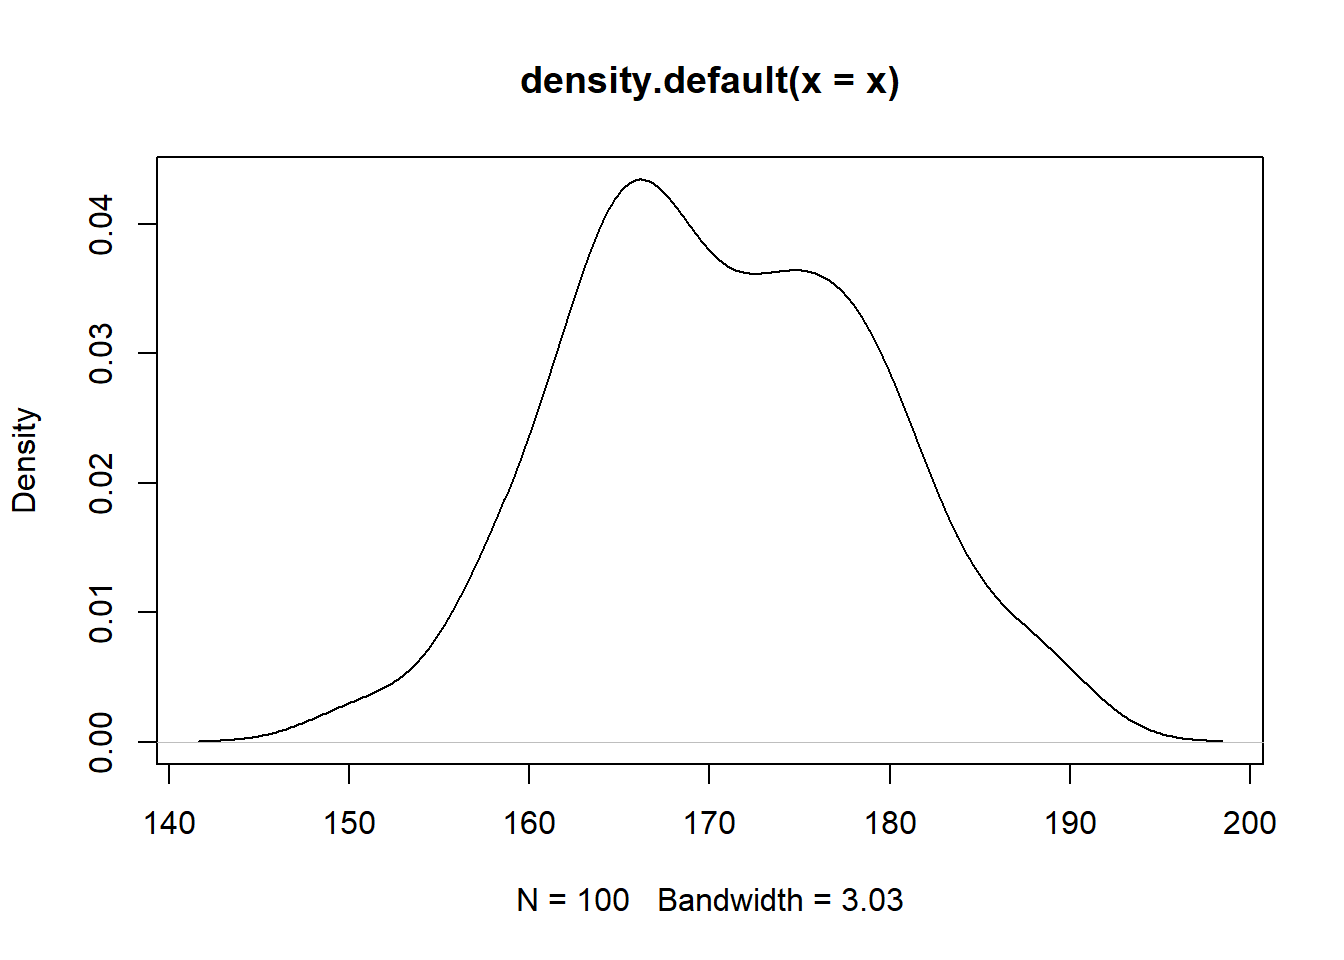 density.default(x = x)
Density
0.04
0.03
0.02
0.01
0.00
140 150 160 170 180 190 200
N = 100   Bandwidth = 3.03